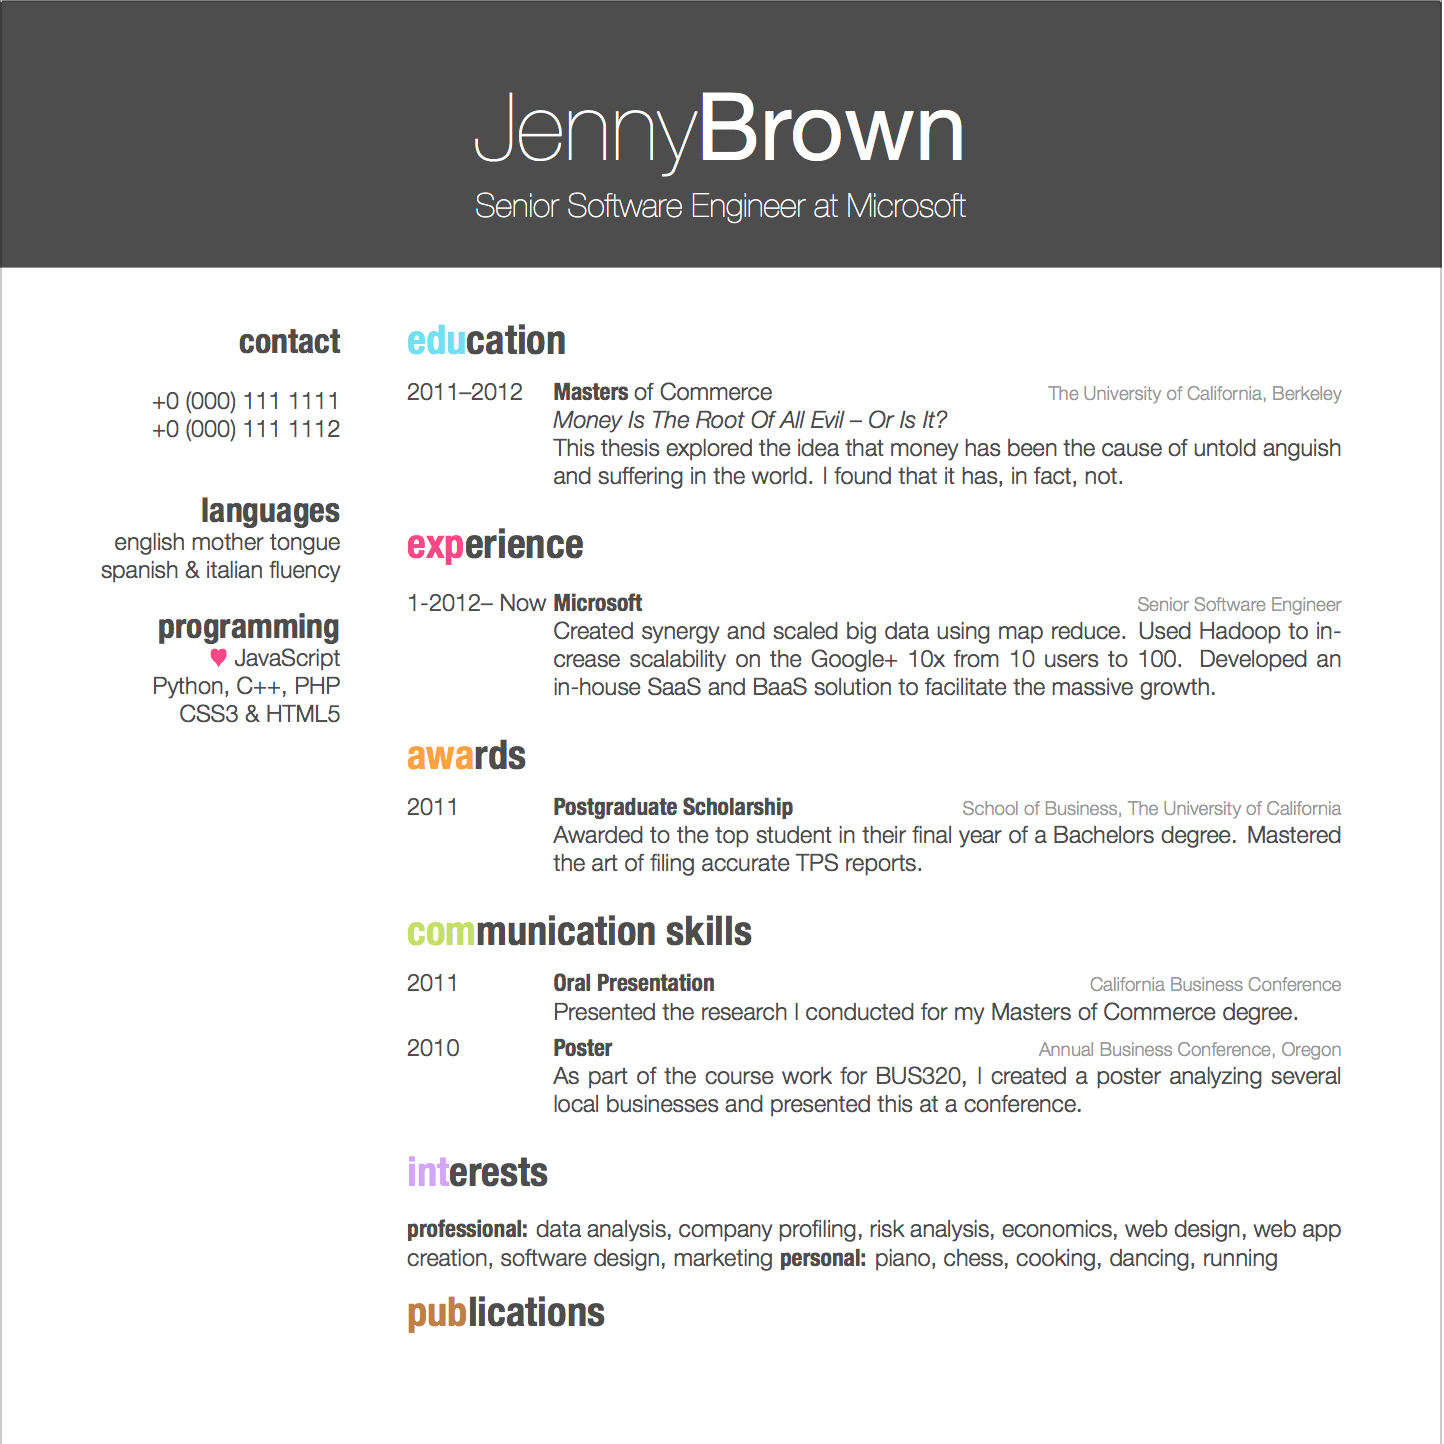 JennyBrown
Senior Software Engineer at Microsoft
contact
+0 (000) 111 1111
+0 (000) 111 1112
languages
english mother tongue
spanish & italian fluency
programming
♥ JavaScript
Python, C++, PHP
CSS3 & HTML5
education
2011–2012 Masters of Commerce The University of California, Berkeley
Money Is The Root Of All Evil – Or Is It?
This thesis explored the idea that money has been the cause of untold anguish
and suffering in the world. I found that it has, in fact, not.
experience
1-2012– Now Microsoft Senior Software Engineer
Created synergy and scaled big data using map reduce. Used Hadoop to in-
crease scalability on the Google+ 10x from 10 users to 100. Developed an
in-house SaaS and BaaS solution to facilitate the massive growth.
awards
2011 Postgraduate Scholarship School of Business, The University of California
Awarded to the top student in their final year of a Bachelors degree. Mastered
the art of filing accurate TPS reports.
communication skills
2011 Oral Presentation California Business Conference
Presented the research I conducted for my Masters of Commerce degree.
2010 Poster Annual Business Conference, Oregon
As part of the course work for BUS320, I created a poster analyzing several
local businesses and presented this at a conference.
interests
professional: data analysis, company profiling, risk analysis, economics, web design, web app
creation, software design, marketing personal: piano, chess, cooking, dancing, running
publications